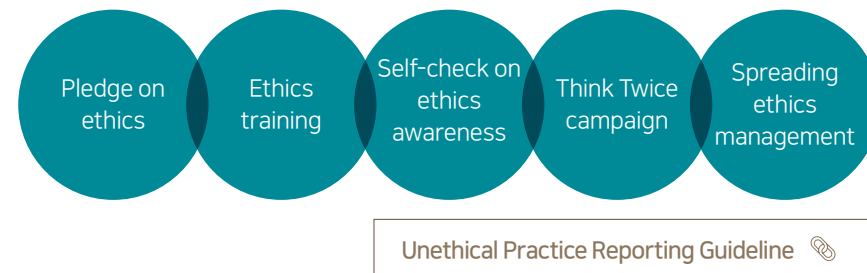 Pledge on
ethics
Ethics
training
Self-check on
ethics
awareness
Think Twice
campaign
Spreading
ethics
management
Unethical Practice Reporting Guideline